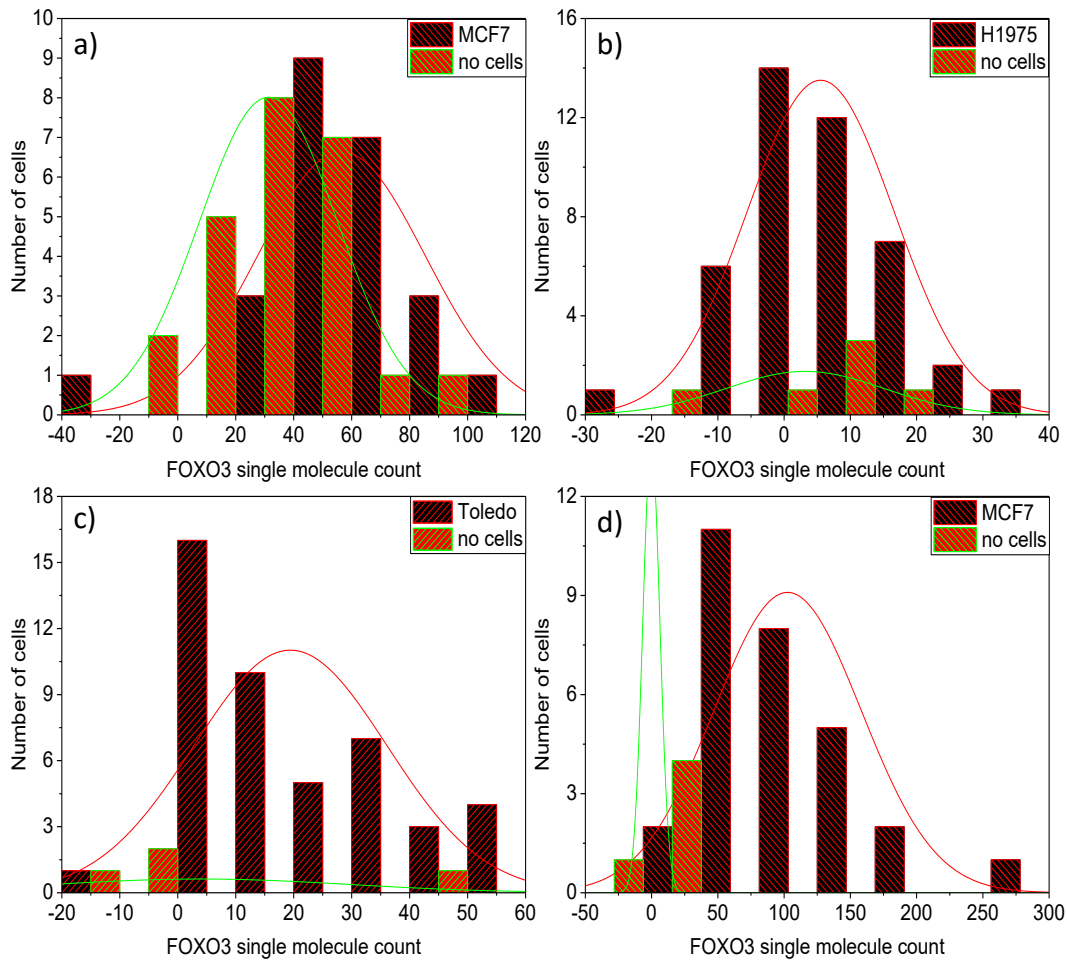 a)
MCF7
no cells
10
9
8
7
6
5
4
3
2
1
0
Number of cells
-40 -20 0 20 40 60 80 100 120
FOXO3 single molecule count
b)
H1975
no cells
16
12
8
4
0
Number of cells
-30 -20 -10 0 10 20 30 40
FOXO3 single molecule count
c)
Toledo
no cells
18
15
12
9
6
3
0
Number of cells
-20 -10 0 10 20 30 40 50 60
FOXO3 single molecule count
d)
MCF7
no cells
12
9
6
3
0
Number of cells
-50 0 50 100 150 200 250 300
FOXO3 single molecule count